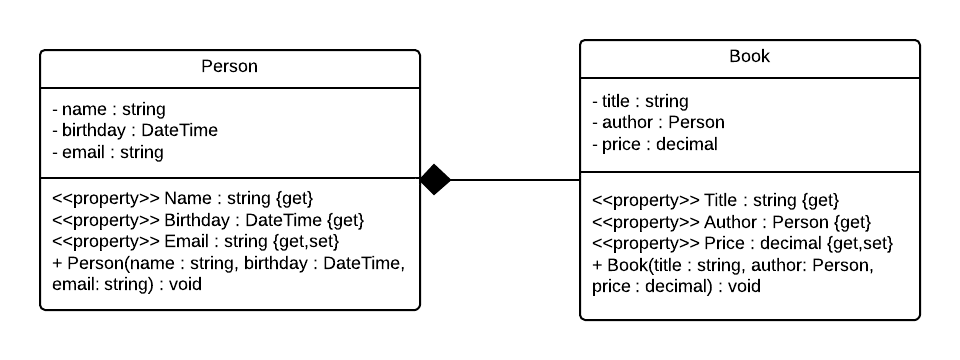 Person
- name : string
- birthday : DateTime
- email : string
<<property>> Name : string {get}
<<property>> Birthday : DateTime {get}
<<property>> Email : string {get,set}
+ Person(name : string, birthday : DateTime,
email: string) : void
Book
- title : string
- author : Person
- price : decimal
<<property>> Title : string {get}
<<property>> Author : Person {get}
<<property>> Price : decimal {get,set}
+ Book(title : string, author: Person,
price : decimal) : void